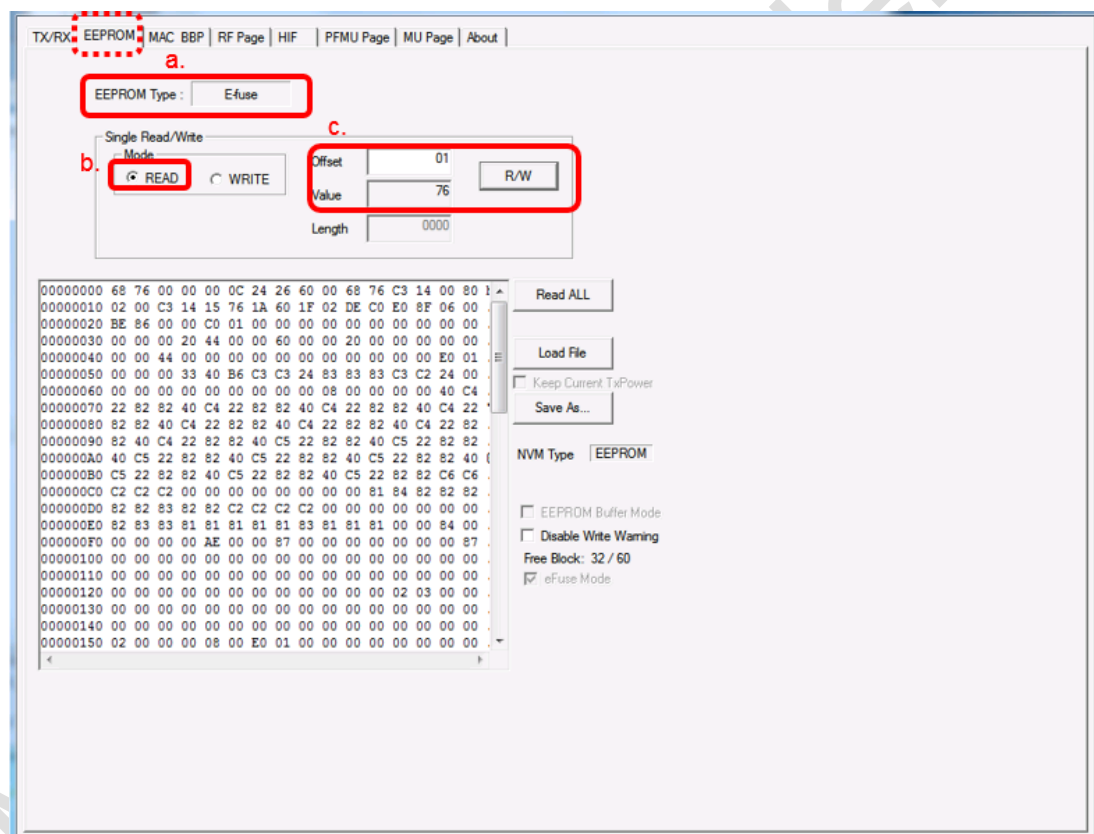 TX/RX EEPROM MAC BBP RF Page HIF PFMU Page MU Page About
a.
EEPROM Type : E-fuse
Single Read/Write
c.
b.
Mode
READ WRITE
Offset 01
R/W
Value 76
Length 0000
00000000 68 76 00 00 00 0C 24 26 60 00 68 76 C3 14 00 80
00000010 02 00 C3 14 15 76 1A 60 1F 02 DE C0 E0 8F 06 00 .
00000020 BE 86 00 00 C0 01 00 00 00 00 00 00 00 00 00 00 .
00000030 00 00 00 20 44 00 00 60 00 00 20 00 00 00 00 00 .
00000040 00 00 44 00 00 00 00 00 00 00 00 00 00 00 E0 01 .
00000050 00 00 00 33 40 B6 C3 C3 24 83 83 83 C3 C2 24 00 .
00000060 00 00 00 00 00 00 00 00 00 08 00 00 00 00 40 C4 .
00000070 22 82 82 40 C4 22 82 82 40 C4 22 82 82 40 C4 22 "
00000080 82 82 40 C4 22 82 82 40 C4 22 82 82 40 C4 22 82 .
00000090 82 40 C4 22 82 82 40 C5 22 82 82 40 C5 22 82 82 .
000000A0 40 C5 22 82 82 40 C5 22 82 82 40 C5 22 82 82 40
000000B0 C5 22 82 82 40 C5 22 82 82 40 C5 22 82 82 C6 C6 .
000000C0 C2 C2 C2 00 00 00 00 00 00 00 00 81 84 82 82 82 .
000000D0 82 82 83 82 82 C2 C2 C2 C2 00 00 00 00 00 00 00 .
000000E0 82 83 83 81 81 81 81 81 83 81 81 81 00 00 84 00 .
000000F0 00 00 00 00 AE 00 00 87 00 00 00 00 00 00 00 87 .
00000100 00 00 00 00 00 00 00 00 00 00 00 00 00 00 00 00 .
00000110 00 00 00 00 00 00 00 00 00 00 00 00 00 00 00 00 .
00000120 00 00 00 00 00 00 00 00 00 00 00 00 02 03 00 00 .
00000130 00 00 00 00 00 00 00 00 00 00 00 00 00 00 00 00 .
00000140 00 00 00 00 00 00 00 00 00 00 00 00 00 00 00 00 .
00000150 02 00 00 00 08 00 E0 01 00 00 00 00 00 00 00 00 .
Read ALL
Load File
Keep Current TxPower
Save As...
NVM Type EEPROM
EEPROM Buffer Mode
Disable Write Warning
Free Block: 32 / 60
eFuse Mode